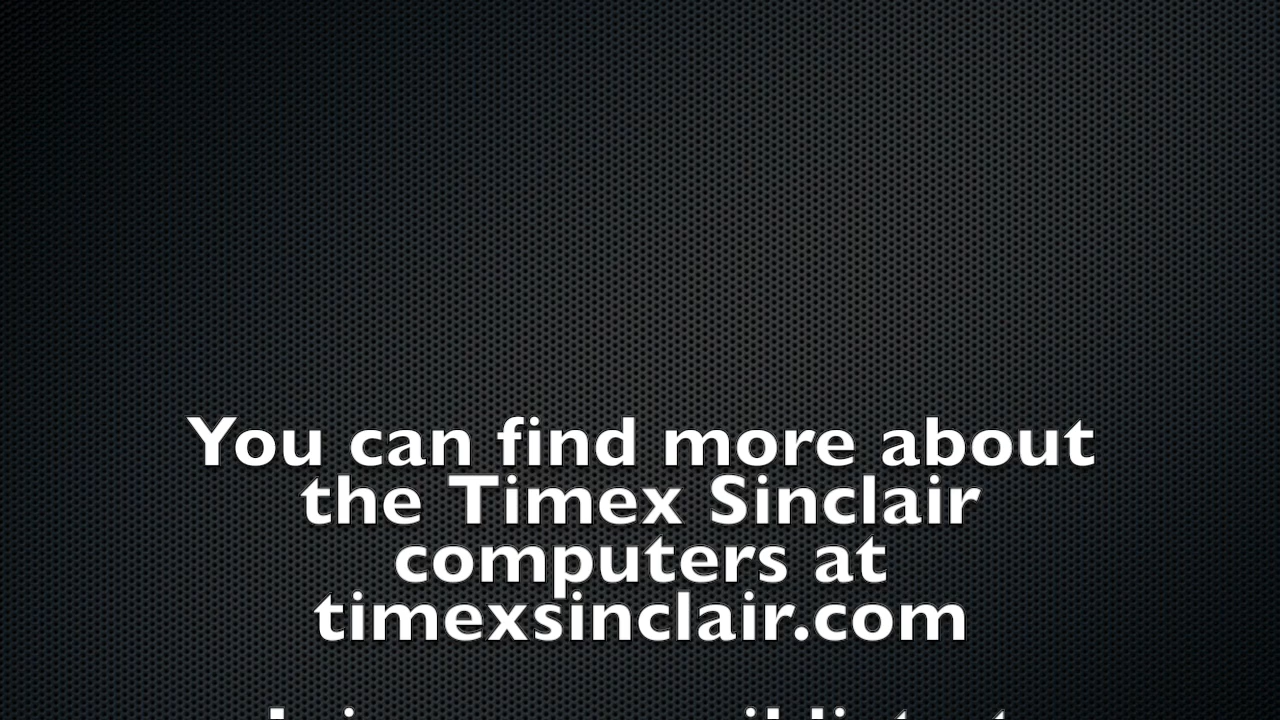 You can find more about
the Timex Sinclair
computers at
timexsinclair.com